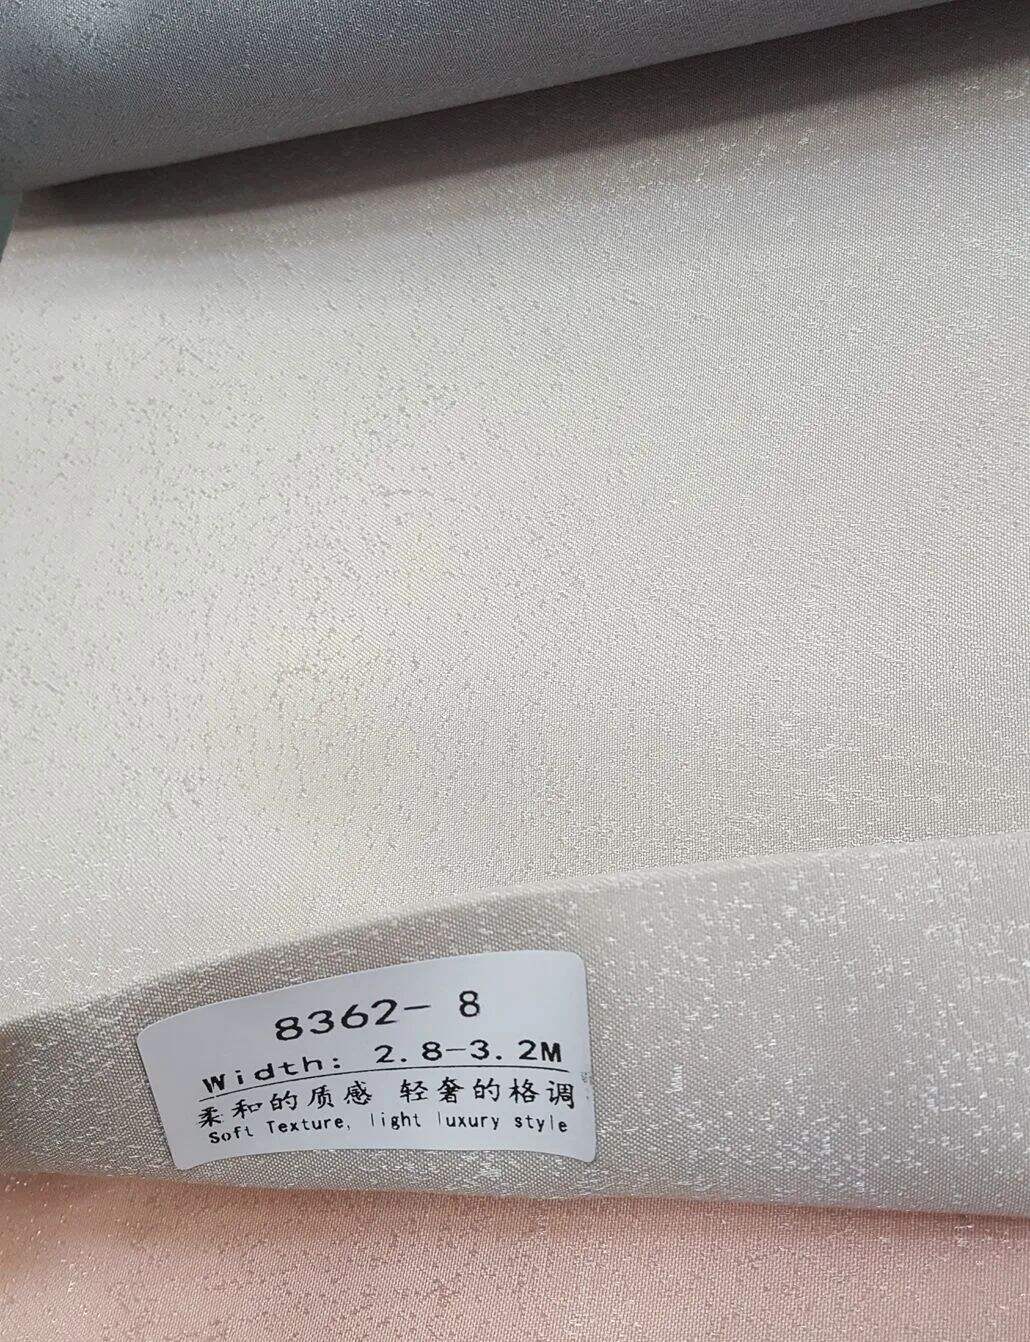 8362- 8
Width: 2.8-3.2M
柔和的质感 轻奢的格调
Soft Texture, light luxury style